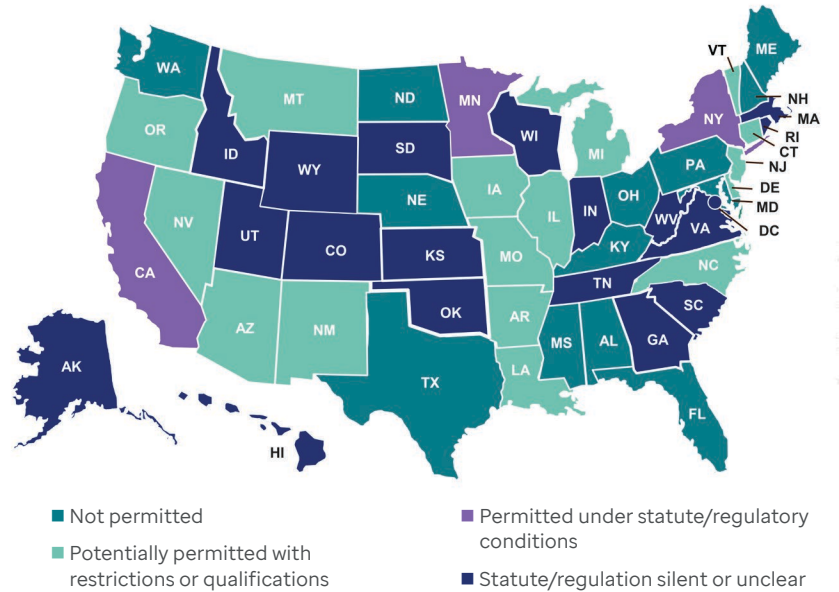 WA
MT
ND
MN
VT
ME
NH
MA
RI
CT
NJ
DE
MD
DC
OR
ID
WY
SD
WI
MI
NY
PA
NV
UT
CO
NE
IA
IL
IN
OH
WV
VA
CA
KS
MO
KY
NC
AZ
NM
OK
AR
TN
SC
TX
LA
MS
AL
GA
FL
AK
HI
Not permitted
Potentially permitted with
restrictions or qualifications
Permitted under statute/regulatory
conditions
Statute/regulation silent or unclear